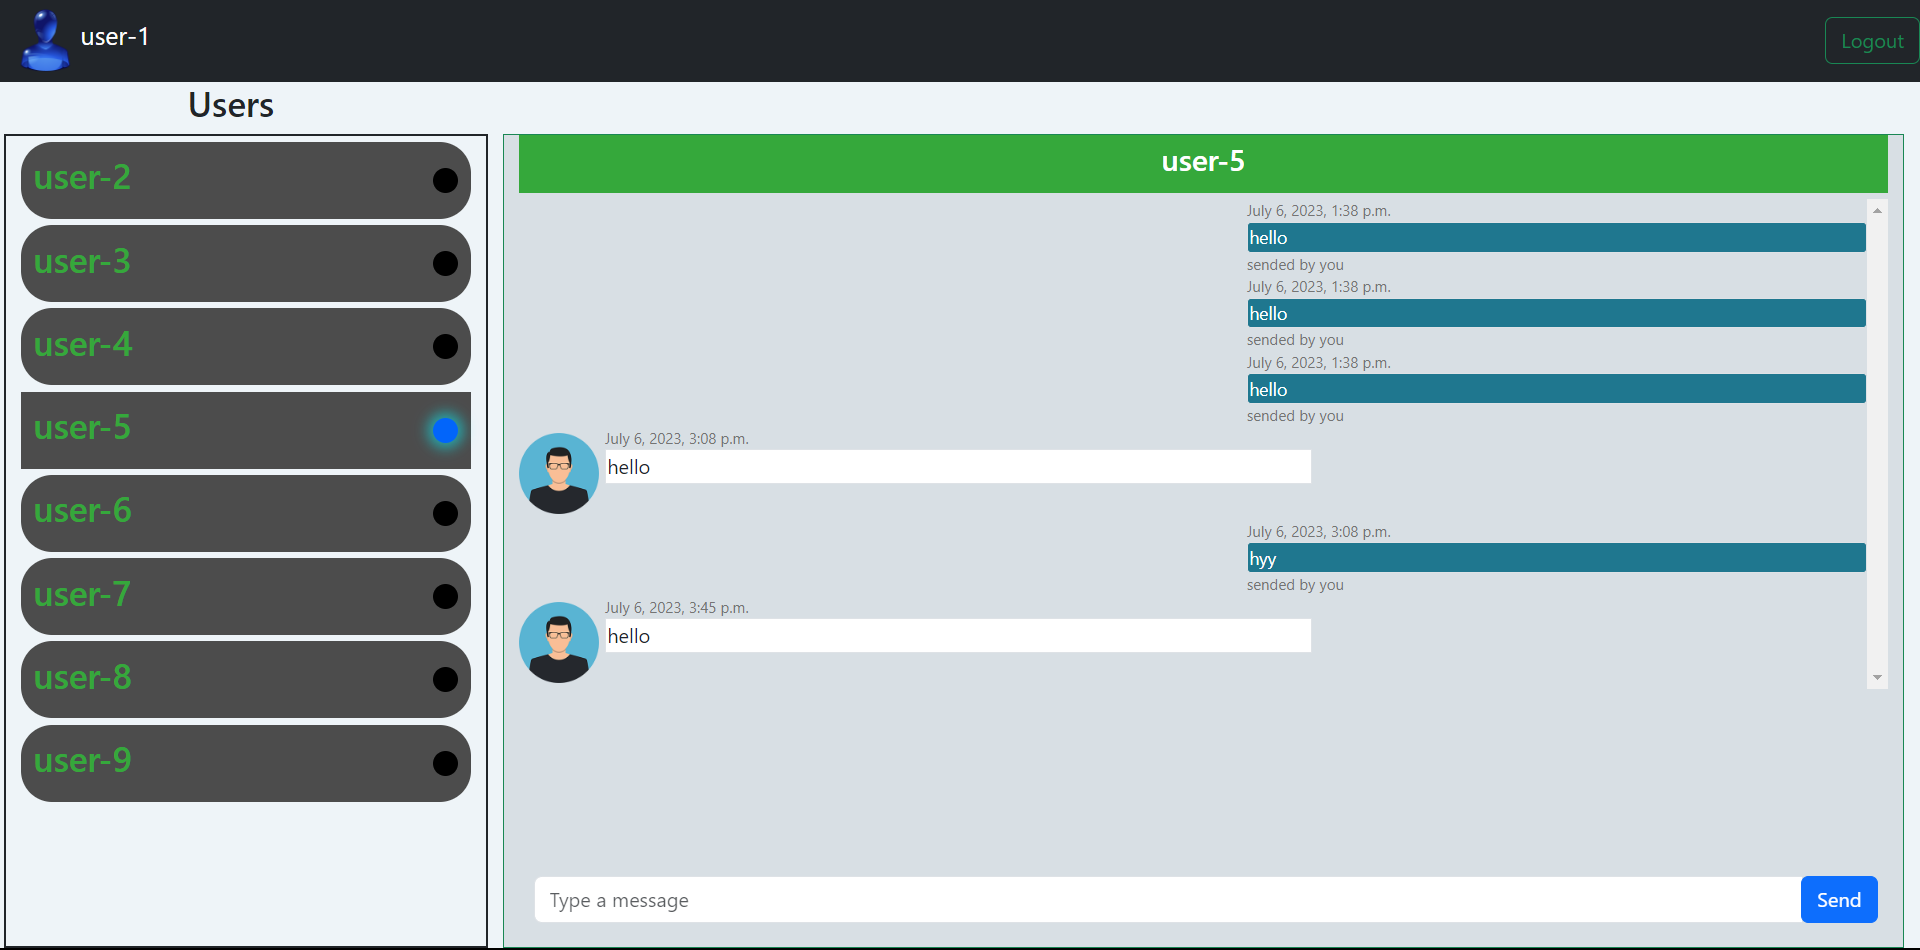 user-1
Logout
Users
user-2
user-3
user-4
user-5
user-6
user-7
user-8
user-9
user-5
July 6, 2023, 1:38 p.m.
hello
sended by you
July 6, 2023, 1:38 p.m.
hello
sended by you
July 6, 2023, 1:38 p.m.
hello
sended by you
July 6, 2023, 3:08 p.m.
hello
July 6, 2023, 3:08 p.m.
hyy
sended by you
July 6, 2023, 3:45 p.m.
hello
Type a message
Send